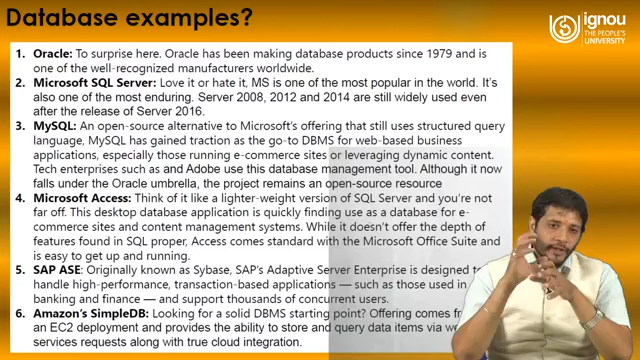 Database examples?
ignou
THE PEOPLE'S
UNIVERSITY
1. Oracle: To surprise here. Oracle has been making database products since 1979 and is
one of the well-recognized manufacturers worldwide.
2. Microsoft SQL Server: Love it or hate it, MS is one of the most popular in the world. It's
also one of the most enduring. Server 2008, 2012 and 2014 are still widely used even
after the release of Server 2016.
3. MySQL: An open-source alternative to Microsoft's offering that still uses structured query
language, MySQL has gained traction as the go-to DBMS for web-based business
applications, especially those running e-commerce sites or leveraging dynamic content.
Tech enterprises such as and Adobe use this database management tool. Although it now
falls under the Oracle umbrella, the project remains an open-source resource
4. Microsoft Access: Think of it like a lighter-weight version of SQL Server and you're not
far off. This desktop database application is quickly finding use as a database for e-
commerce sites and content management systems. While it doesn't offer the depth of
features found in SQL proper, Access comes standard with the Microsoft Office Suite and
is easy to get up and running.
5. SAP ASE: Originally known as Sybase, SAP's Adaptive Server Enterprise is designed
handle high-performance, transaction-based applications — such as those used in
banking and finance — and support thousands of concurrent users.
6. Amazon's SimpleDB: Looking for a solid DBMS starting point? Offering comes
an EC2 deployment and provides the ability to store and query data items via
services requests along with true cloud integration.